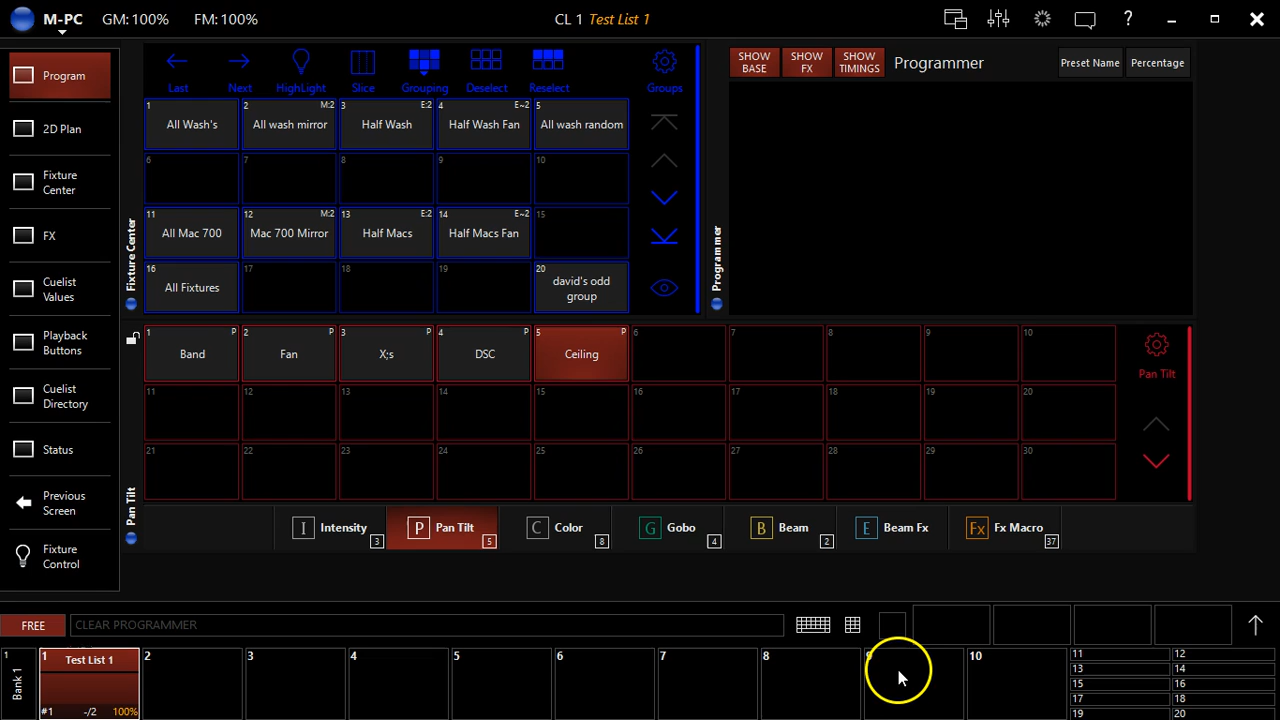 M-PC GM:100% FM:100% CL 1 Test List 1 ?
Program
2D Plan
Fixture
Center
FX
Cuelist
Values
Playback
Buttons
Cuelist
Directory
Status
Previous
Screen
Fixture
Control
Last Next HighLight Slice Grouping Deselect Reselect Groups
1 All Wash's
2 M:2 All wash mirror
3 E:2 Half Wash
4 E~2 Half Wash Fan
5 All wash random
6 7 8 9 10
11 All Mac 700
12 M:2 Mac 700 Mirror
13 E:2 Half Macs
14 E~2 Half Macs Fan
15
16 All Fixtures
17 18 19
20 david's odd
group
Fixture Center
SHOW
BASE
SHOW
FX
SHOW
TIMINGS
Programmer
Preset Name
Percentage
Programmer
1 P Band
2 P Fan
3 P X;s
4 P DSC
5 P Ceiling
6 7 8 9 10
11 12 13 14 15 16 17 18 19 20
21 22 23 24 25 26 27 28 29 30
Pan Tilt
Pan Tilt
I Intensity 3
P Pan Tilt 5
C Color 8
G Gobo 4
B Beam 2
E Beam Fx
Fx Fx Macro 37
FREE CLEAR PROGRAMMER
1 Bank 1
1 Test List 1
#1 -/2 100%
2 3 4 5 6 7 8 9 10
11 12
13 14
15 16
17 18
19 20